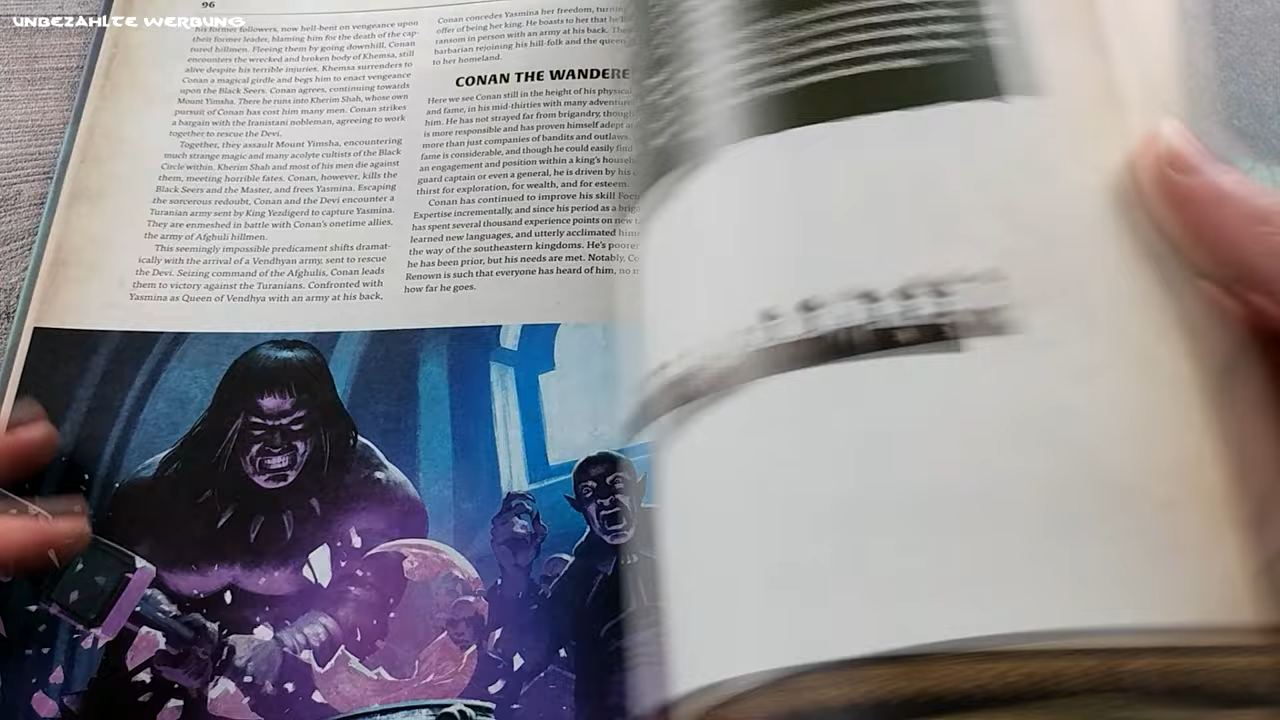 UNBEZAHLTE WERBUNG
96
his former followers, now hell-bent on vengeance upon
their former leader, blaming him for the death of the cap-
tured hillmen. Fleeing them by going downhill, Conan
encounters the wrecked and broken body of Khemsa, still
alive despite his terrible injuries. Khemsa surrenders to
Conan a magical girdle and begs him to enact vengeance
upon the Black Seers. Conan agrees, continuing towards
Mount Yimsha. There he runs into Kherim Shah, whose own
pursuit of Conan has cost him many men. Conan strikes
a bargain with the Iranistani nobleman, agreeing to work
together to rescue the Devi.
Together, they assault Mount Yimsha, encountering
much strange magic and many acolyte cultists of the Black
Circle within. Kherim Shah and most of his men die against
them, meeting horrible fates. Conan, however, kills the
Black Seers and the Master, and frees Yasmina. Escaping
the sorcerous redoubt, Conan and the Devi encounter a
Turanian army sent by King Yezdigerd to capture Yasmina.
They are enmeshed in battle with Conan's onetime allies,
the army of Afghuli hillmen.
This seemingly impossible predicament shifts dramat-
ically with the arrival of a Vendhyan army, sent to rescue
the Devi. Seizing command of the Afghulis, Conan leads
them to victory against the Turanians. Confronted with
Yasmina as Queen of Vendhya with an army at his back,
Conan concedes Yasmina her freedom, turning
offer of being her king. He boasts to her that he'll
ransom in person with an army at his back. The
barbarian rejoining his hill-folk and the queen
to her homeland.
CONAN THE WANDERE
Here we see Conan still in the height of his physical
and fame, in his mid-thirties with many adventure
him. He has not strayed far from brigandry, though
is more responsible and has proven himself adept a
more than just companies of bandits and outlaws.
fame is considerable, and though he could easily find
an engagement and position within a king's househ
guard captain or even a general, he is driven by his
thirst for exploration, for wealth, and for esteem.
Conan has continued to improve his skill Focu
Expertise incrementally, and since his period as a briga
has spent several thousand experience points on new t
learned new languages, and utterly acclimated hims
the way of the southeastern kingdoms. He's poorer
he has been prior, but his needs are met. Notably, Co
Renown is such that everyone has heard of him, no m
how far he goes.